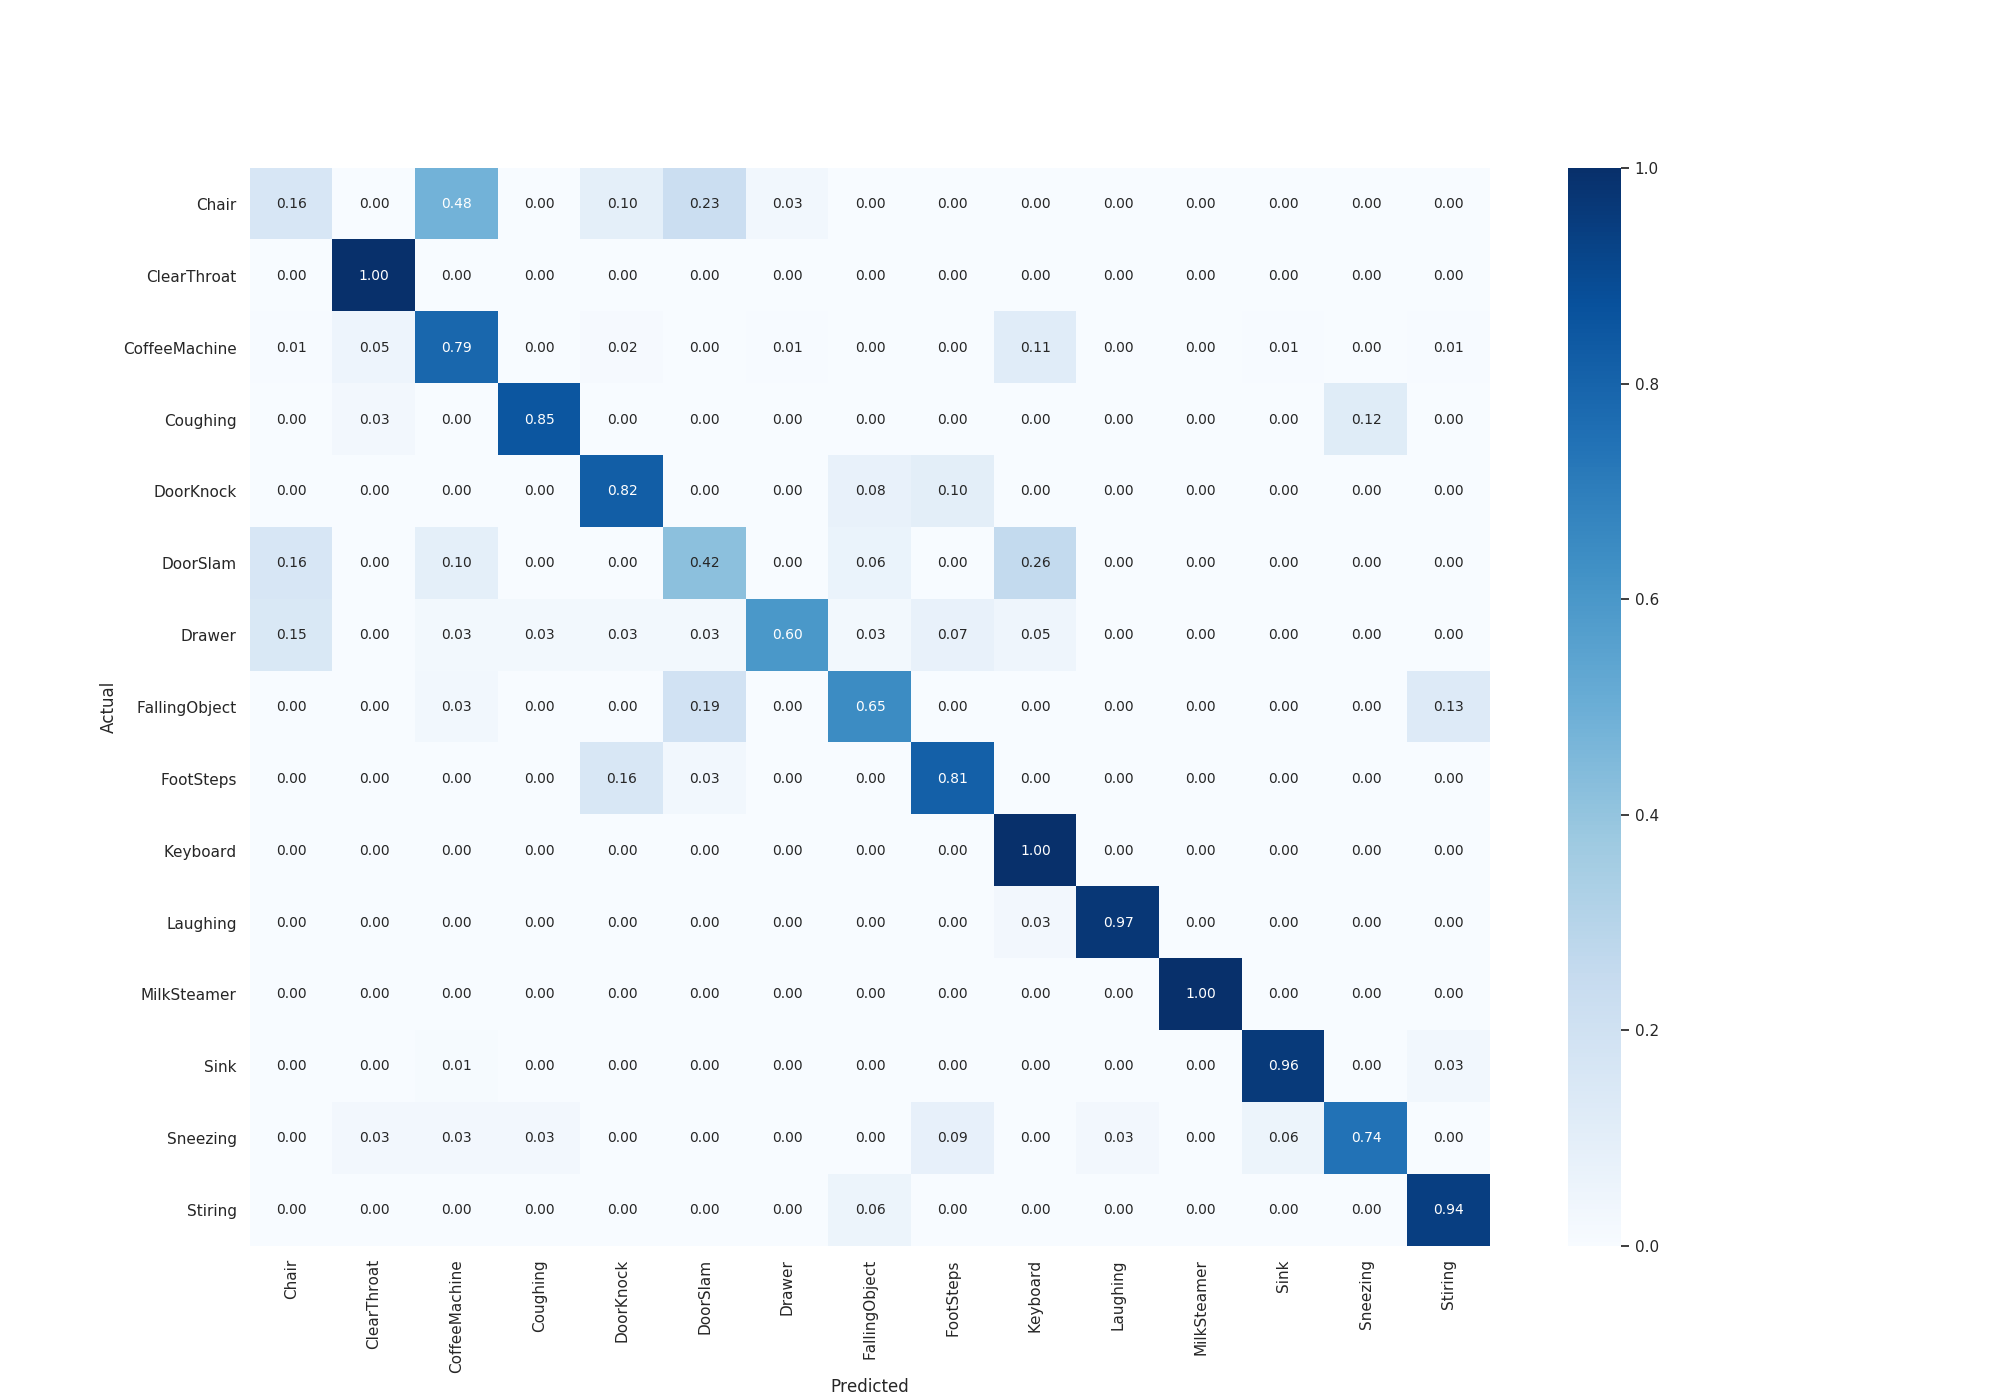 1.0
Chair 0.16 0.00 0.48 0.00 0.10 0.23 0.03 0.00 0.00 0.00 0.00 0.00 0.00 0.00 0.00
ClearThroat 0.00 1.00 0.00 0.00 0.00 0.00 0.00 0.00 0.00 0.00 0.00 0.00 0.00 0.00 0.00
CoffeeMachine 0.01 0.05 0.79 0.00 0.02 0.00 0.01 0.00 0.00 0.11 0.00 0.00 0.01 0.00 0.01
0.8
Coughing 0.00 0.03 0.00 0.85 0.00 0.00 0.00 0.00 0.00 0.00 0.00 0.00 0.00 0.12 0.00
DoorKnock 0.00 0.00 0.00 0.00 0.82 0.00 0.00 0.08 0.10 0.00 0.00 0.00 0.00 0.00 0.00
DoorSlam 0.16 0.00 0.10 0.00 0.00 0.42 0.00 0.06 0.00 0.26 0.00 0.00 0.00 0.00 0.00
0.6
Drawer 0.15 0.00 0.03 0.03 0.03 0.03 0.60 0.03 0.07 0.05 0.00 0.00 0.00 0.00 0.00
Actual
FallingObject 0.00 0.00 0.03 0.00 0.00 0.19 0.00 0.65 0.00 0.00 0.00 0.00 0.00 0.00 0.13
FootSteps 0.00 0.00 0.00 0.00 0.16 0.03 0.00 0.00 0.81 0.00 0.00 0.00 0.00 0.00 0.00
0.4
Keyboard 0.00 0.00 0.00 0.00 0.00 0.00 0.00 0.00 0.00 1.00 0.00 0.00 0.00 0.00 0.00
Laughing 0.00 0.00 0.00 0.00 0.00 0.00 0.00 0.00 0.00 0.03 0.97 0.00 0.00 0.00 0.00
MilkSteamer 0.00 0.00 0.00 0.00 0.00 0.00 0.00 0.00 0.00 0.00 0.00 1.00 0.00 0.00 0.00
0.2
Sink 0.00 0.00 0.01 0.00 0.00 0.00 0.00 0.00 0.00 0.00 0.00 0.00 0.96 0.00 0.03
Sneezing 0.00 0.03 0.03 0.03 0.00 0.00 0.00 0.00 0.09 0.00 0.03 0.00 0.06 0.74 0.00
Stiring 0.00 0.00 0.00 0.00 0.00 0.00 0.00 0.06 0.00 0.00 0.00 0.00 0.00 0.00 0.94
0.0
Chair
ClearThroat
CoffeeMachine
Coughing
DoorKnock
DoorSlam
Drawer
FallingObject
FootSteps
Keyboard
Laughing
MilkSteamer
Sink
Sneezing
Stiring
Predicted